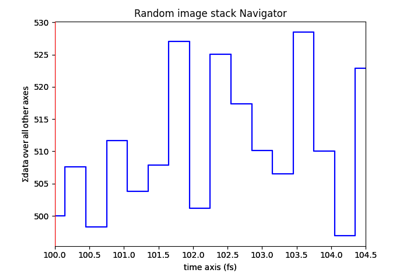 Random image stack Navigator
530
525
520
515
510
505
500
Σdata over all other axes
100.0 100.5 101.0 101.5 102.0 102.5 103.0 103.5 104.0 104.5
time axis (fs)